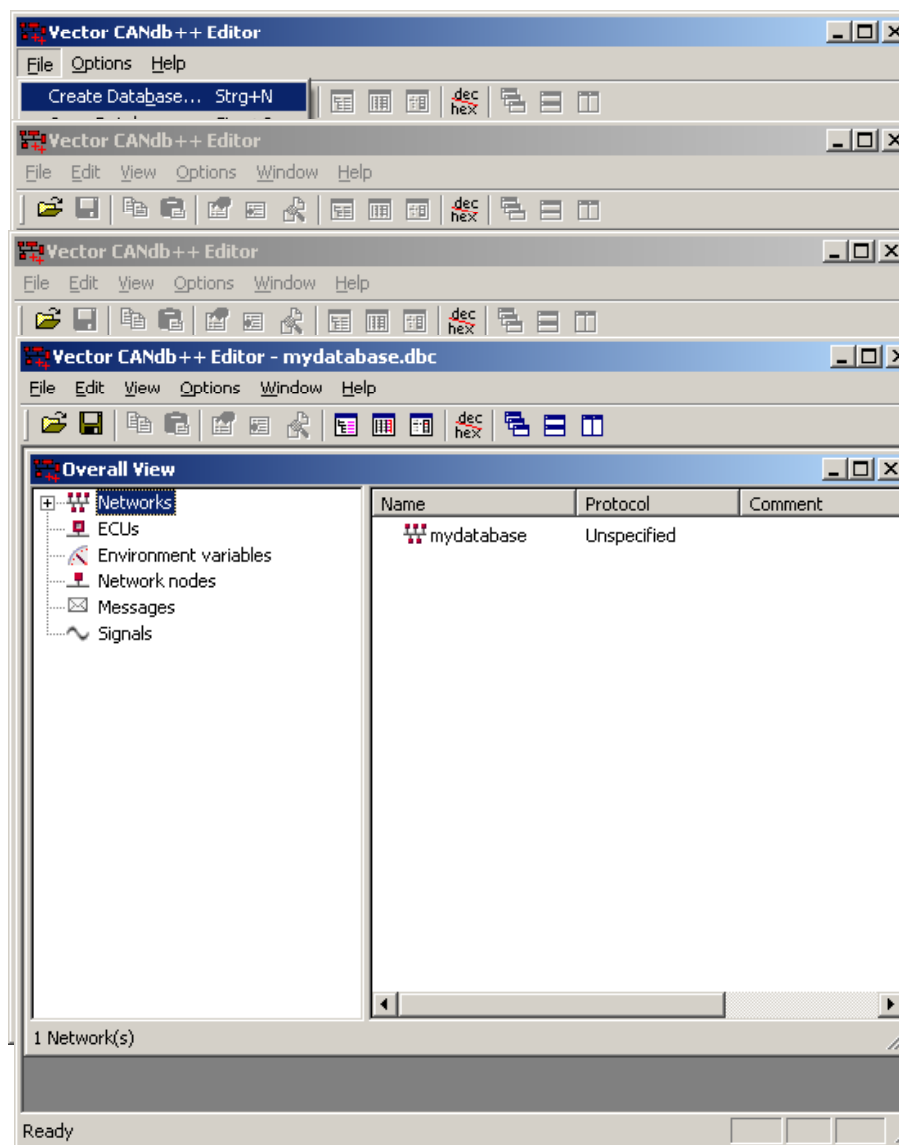 Vector CANdb++ Editor
File Options Help
Create Database... Strg+N
dec
hex
Vector CANdb++ Editor
File Edit View Options Window Help
dec
hex
Vector CANdb++ Editor
File Edit View Options Window Help
dec
hex
Vector CANdb++ Editor - mydatabase.dbc
File Edit View Options Window Help
dec
hex
Overall View
Networks
ECUs
Environment variables
Network nodes
Messages
Signals
Name Protocol Comment
mydatabase Unspecified
1 Network(s)
Ready